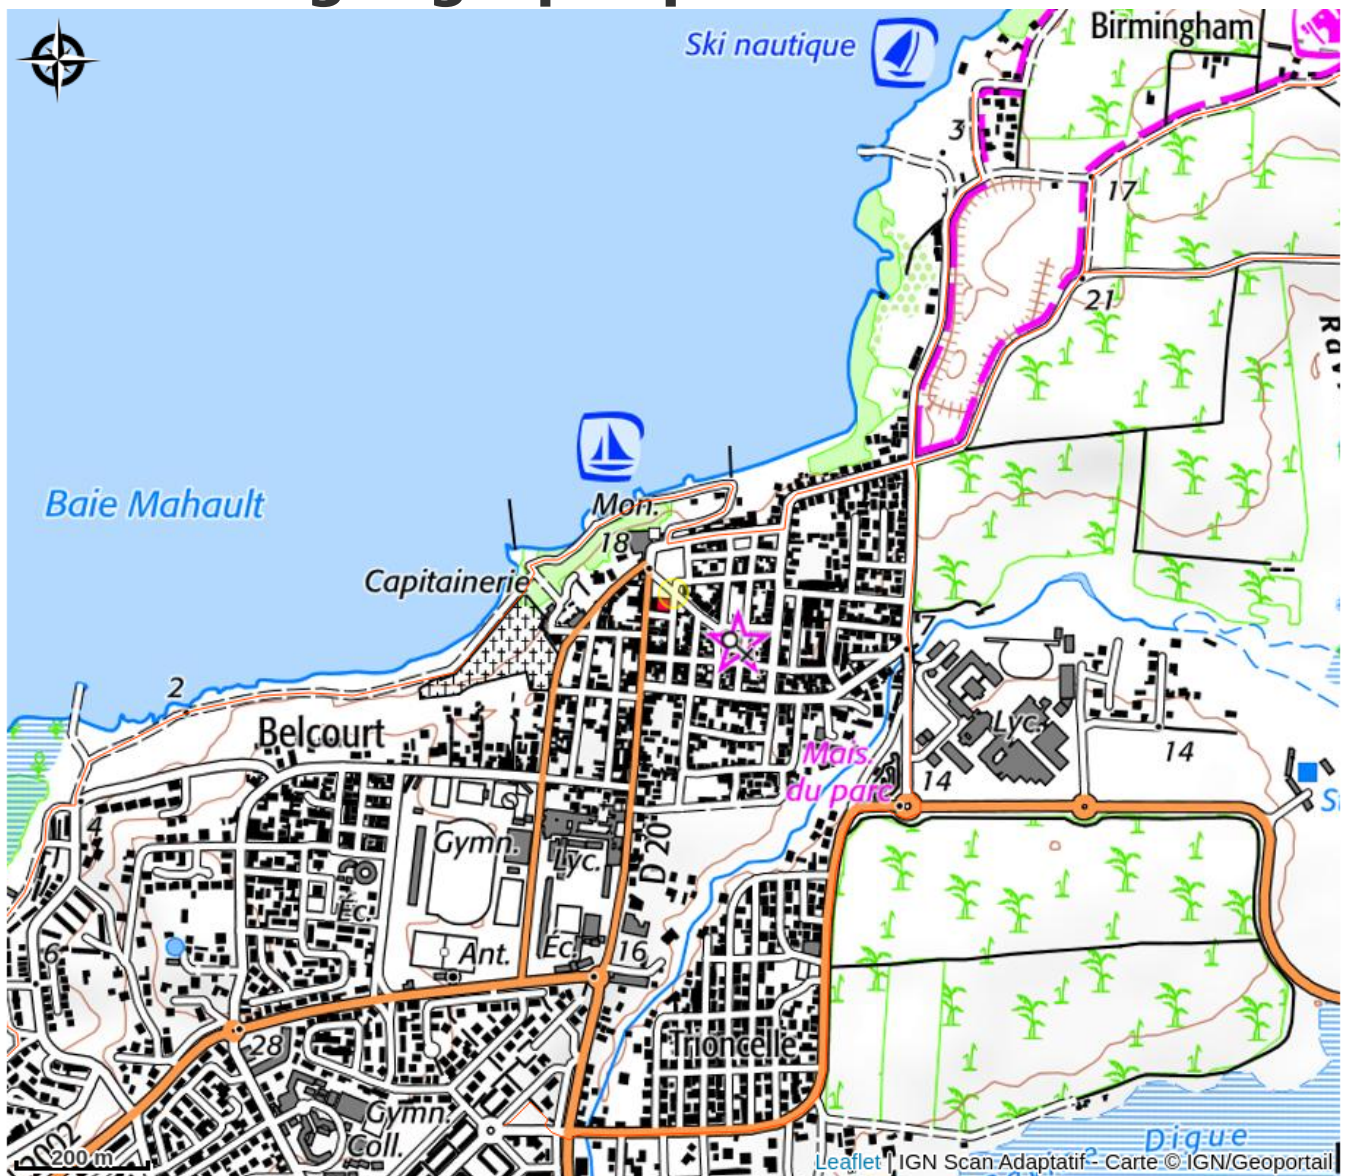 Birmingham
Ski nautique
3
17
21
Baie Mahault
Mon.
18
Capitainerie
7
2
Belcourt
Lyc.
14
Mais.
du parc
14
4
Gymn.
D 20
Lyc.
Éc.
6
Ant.
Éc.
16
28
Trioncelle
Gymn.
Coll.
200 m
Digue
Leaflet | IGN Scan Adaptatif - Carte © IGN/Geoportail